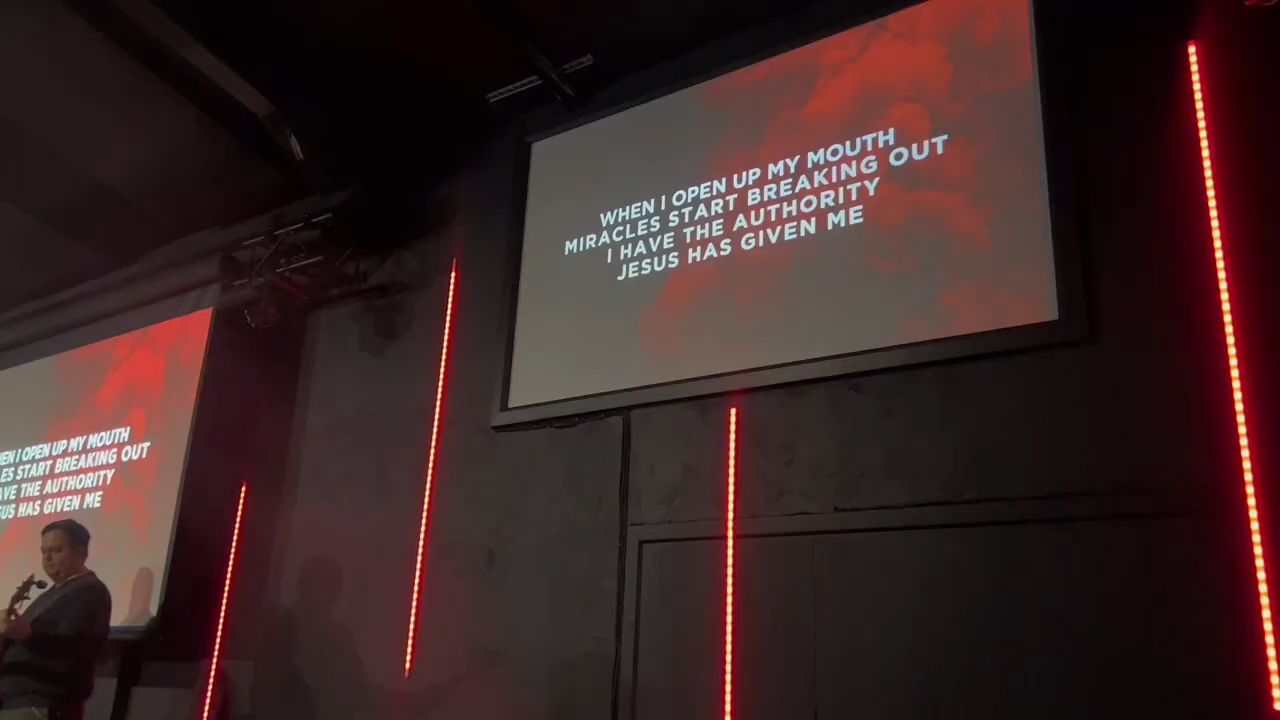 WHEN I OPEN UP MY MOUTH
MIRACLES START BREAKING OUT
I HAVE THE AUTHORITY
JESUS HAS GIVEN ME
I OPEN UP MY MOUTH
START BREAKING OUT
THE AUTHORITY
HAS GIVEN ME